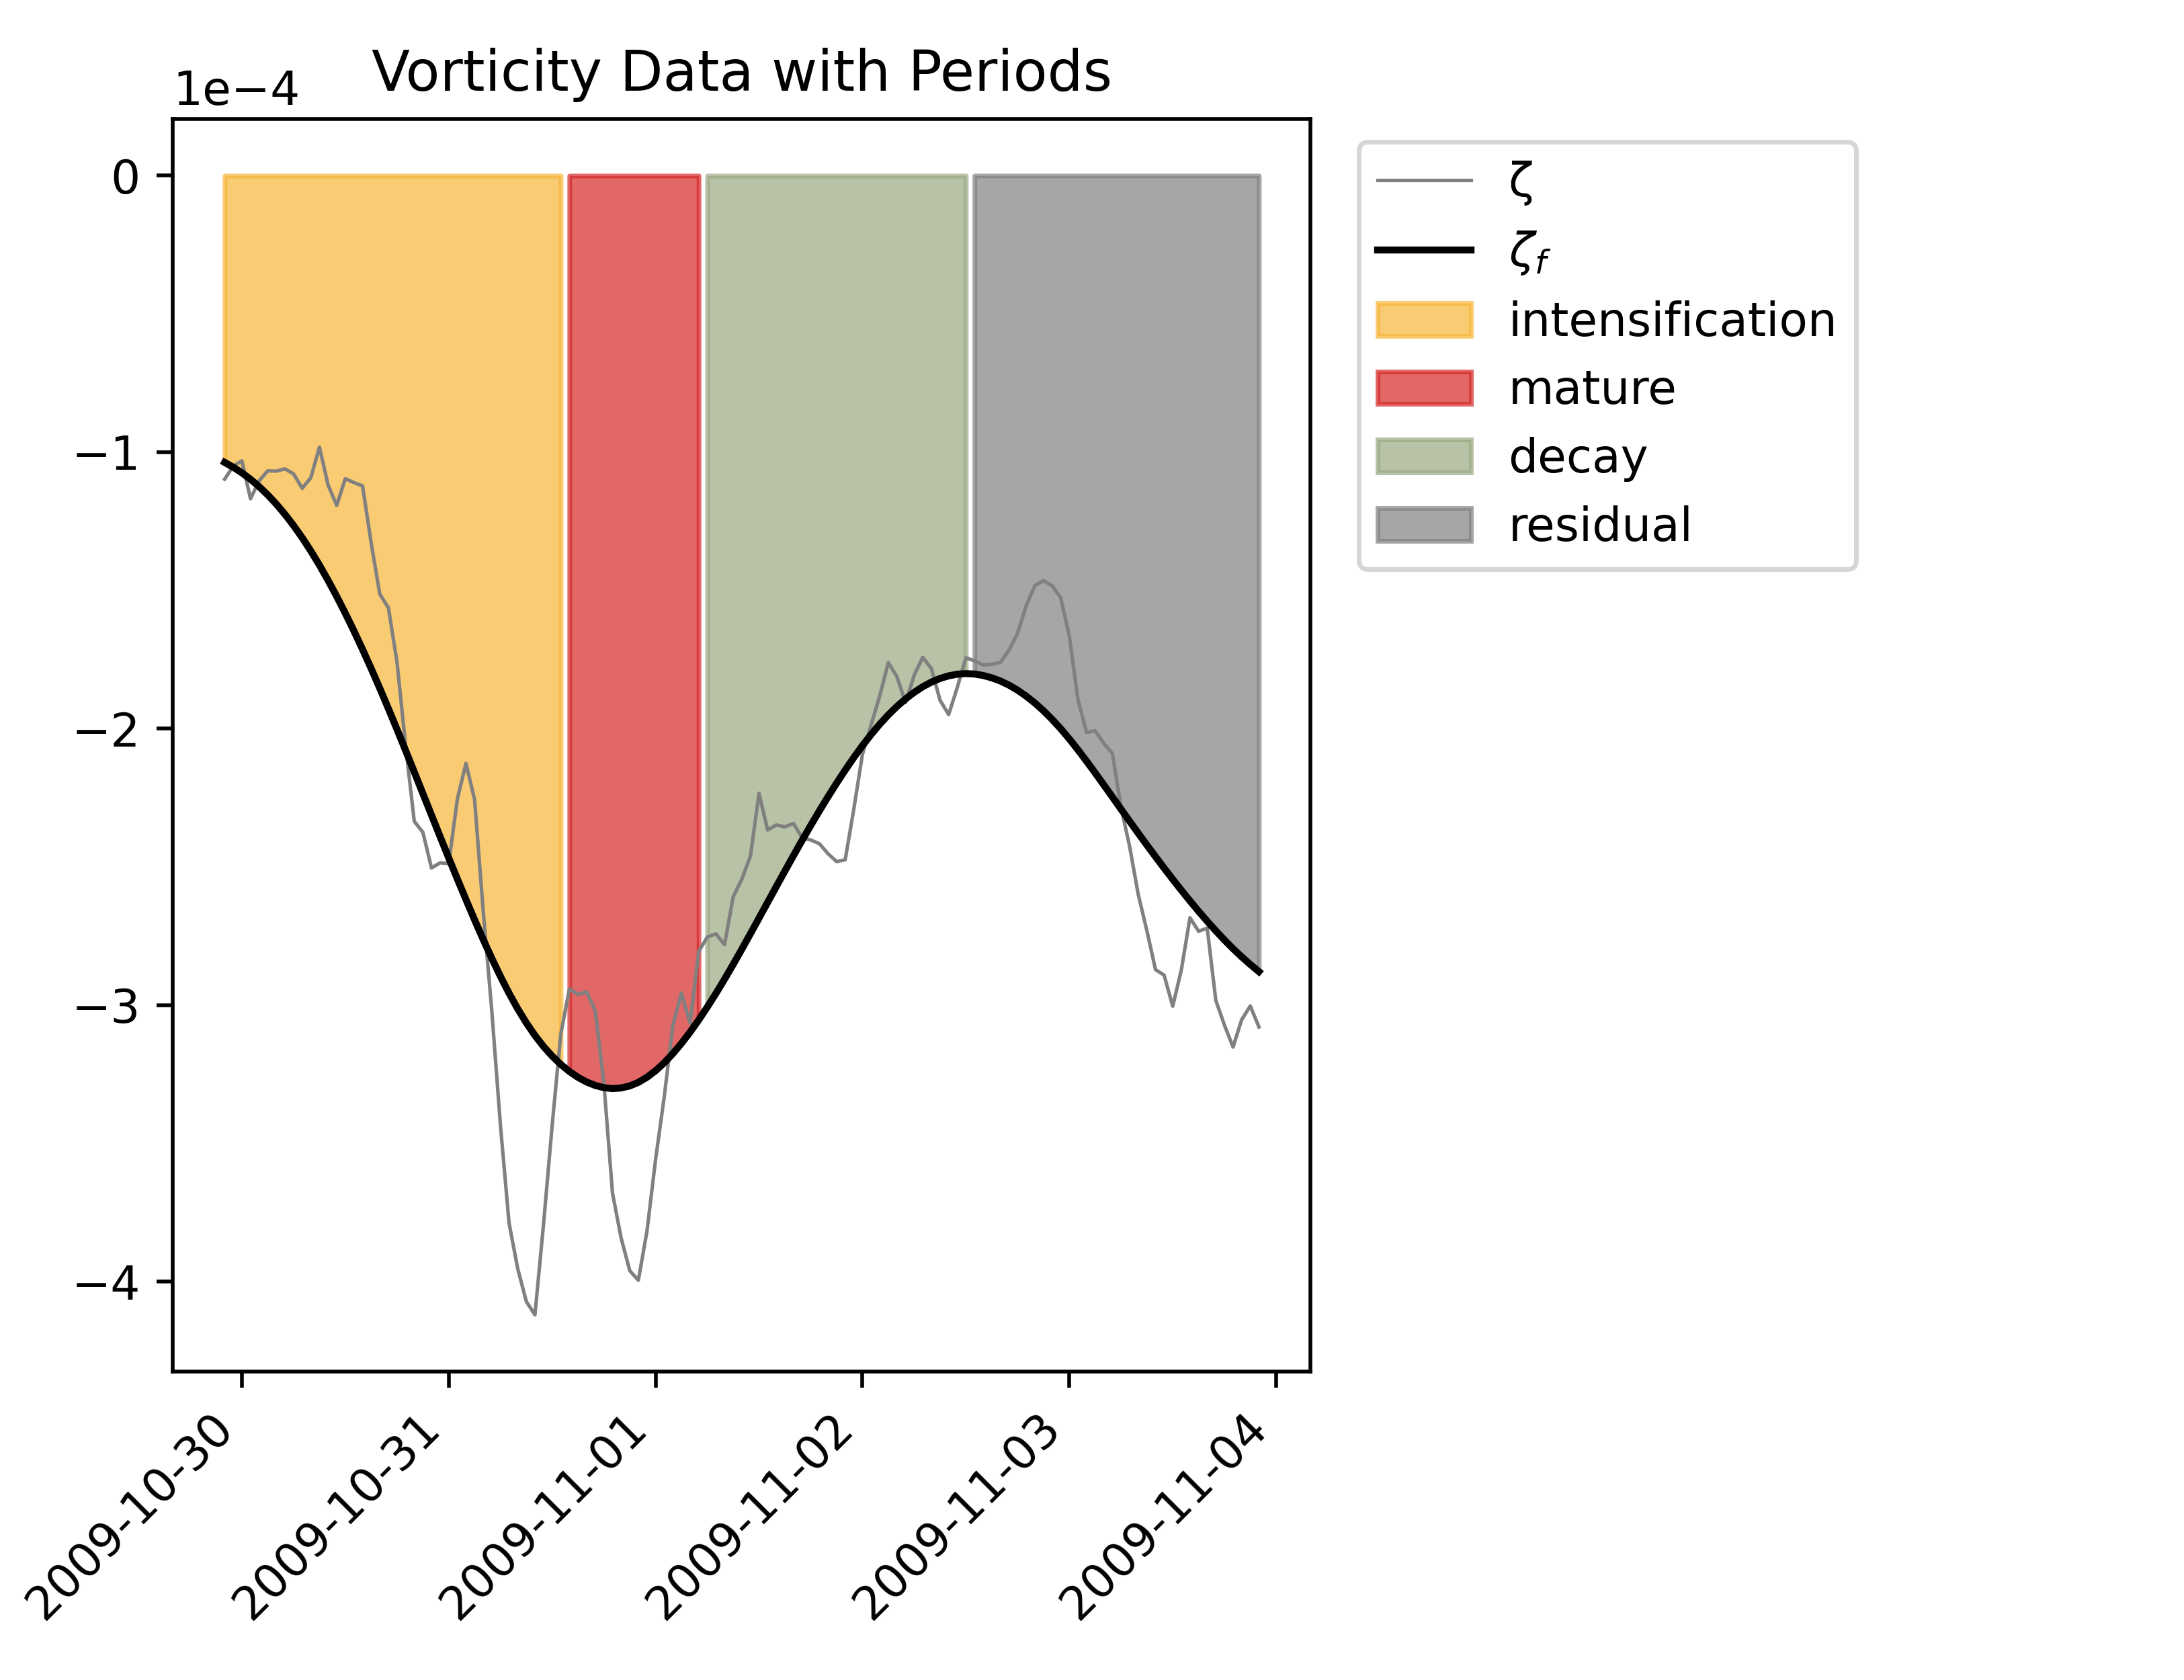 Vorticity Data with Periods
1e−4
0
−1
−2
−3
−4
2009-10-30
2009-10-31
2009-11-01
2009-11-02
2009-11-03
2009-11-04
ζ
ζf
intensification
mature
decay
residual